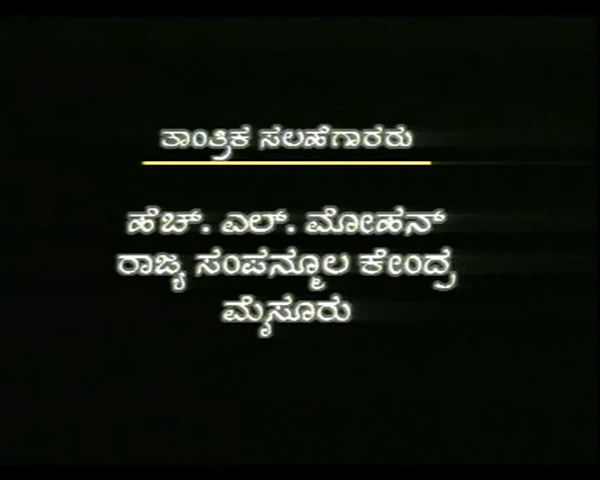 ತಾಂತ್ರಿಕ ಸಲಹೆಗಾರರು
ಹೆಚ್. ಎಲ್. ಮೋಹನ್
ರಾಜ್ಯ ಸಂಪನ್ಮೂಲ ಕೇಂದ್ರ
ಮೈಸೂರು